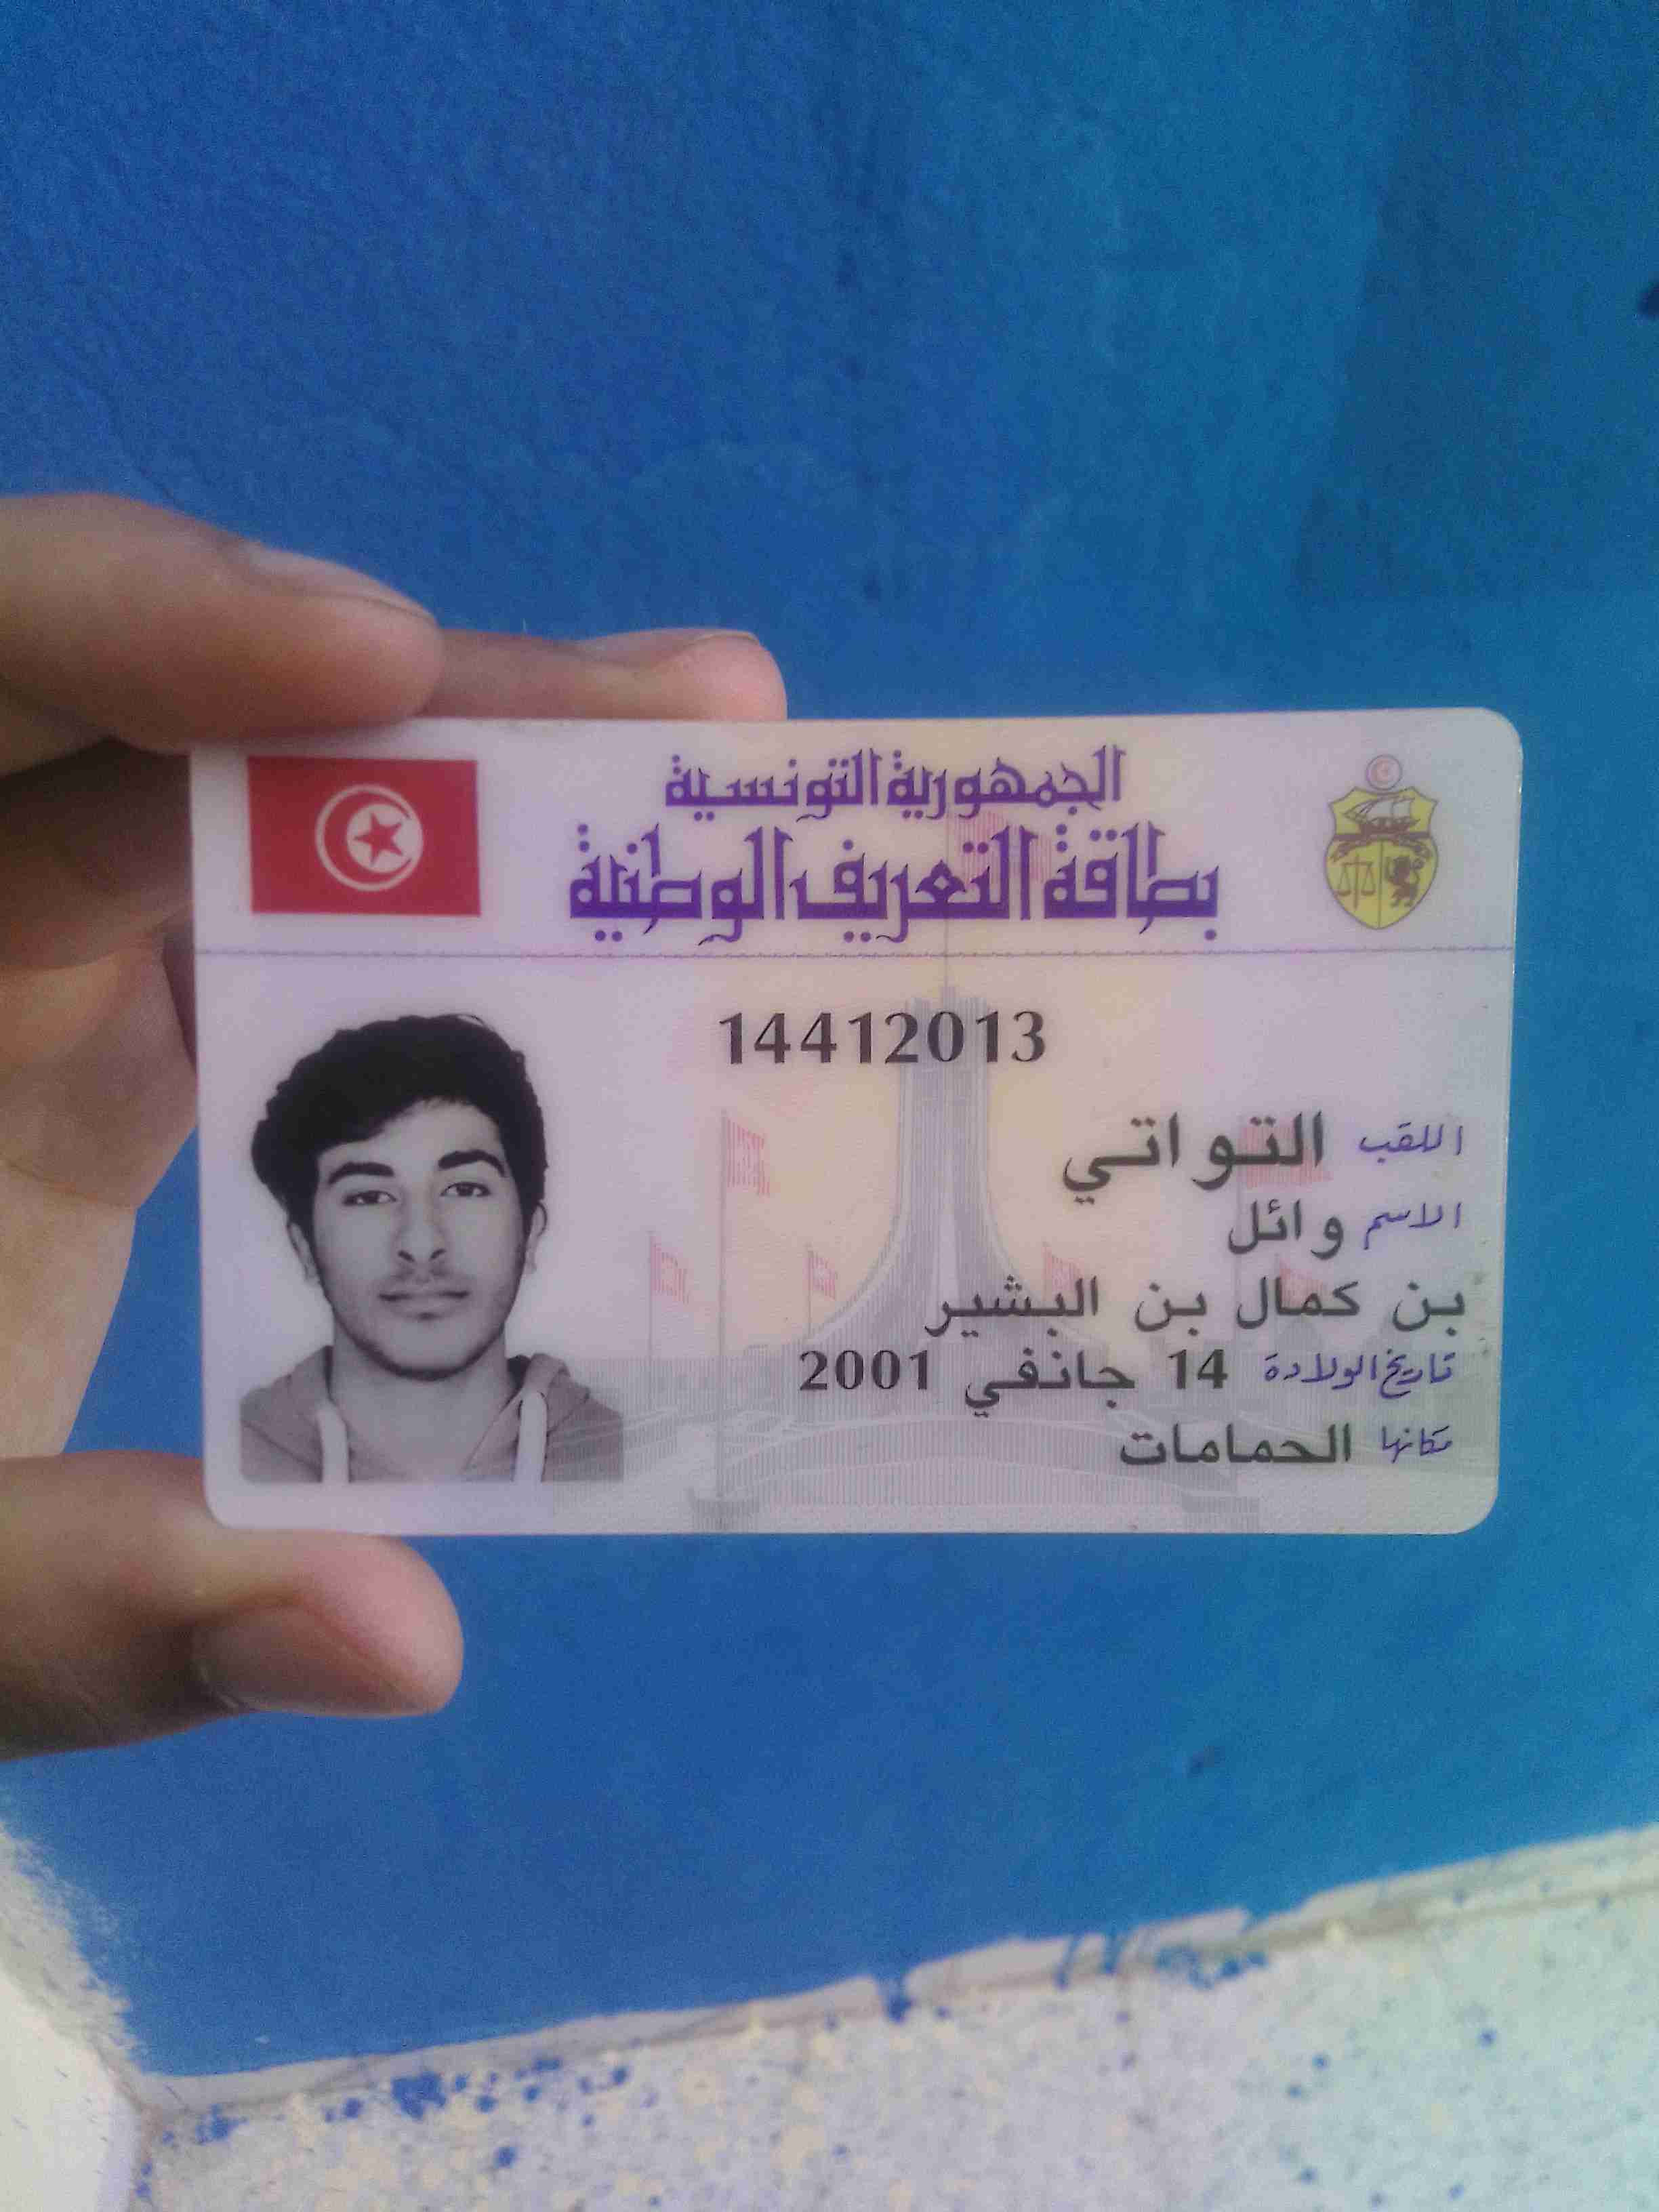 الجمهورية التونسية
بطاقة التعريف الوطنية
14412013
اللقب التواتي
الاسم وائل
بن كمال بن البشير
تاريخ الولادة 14 جانفي 2001
مكانها الحمامات